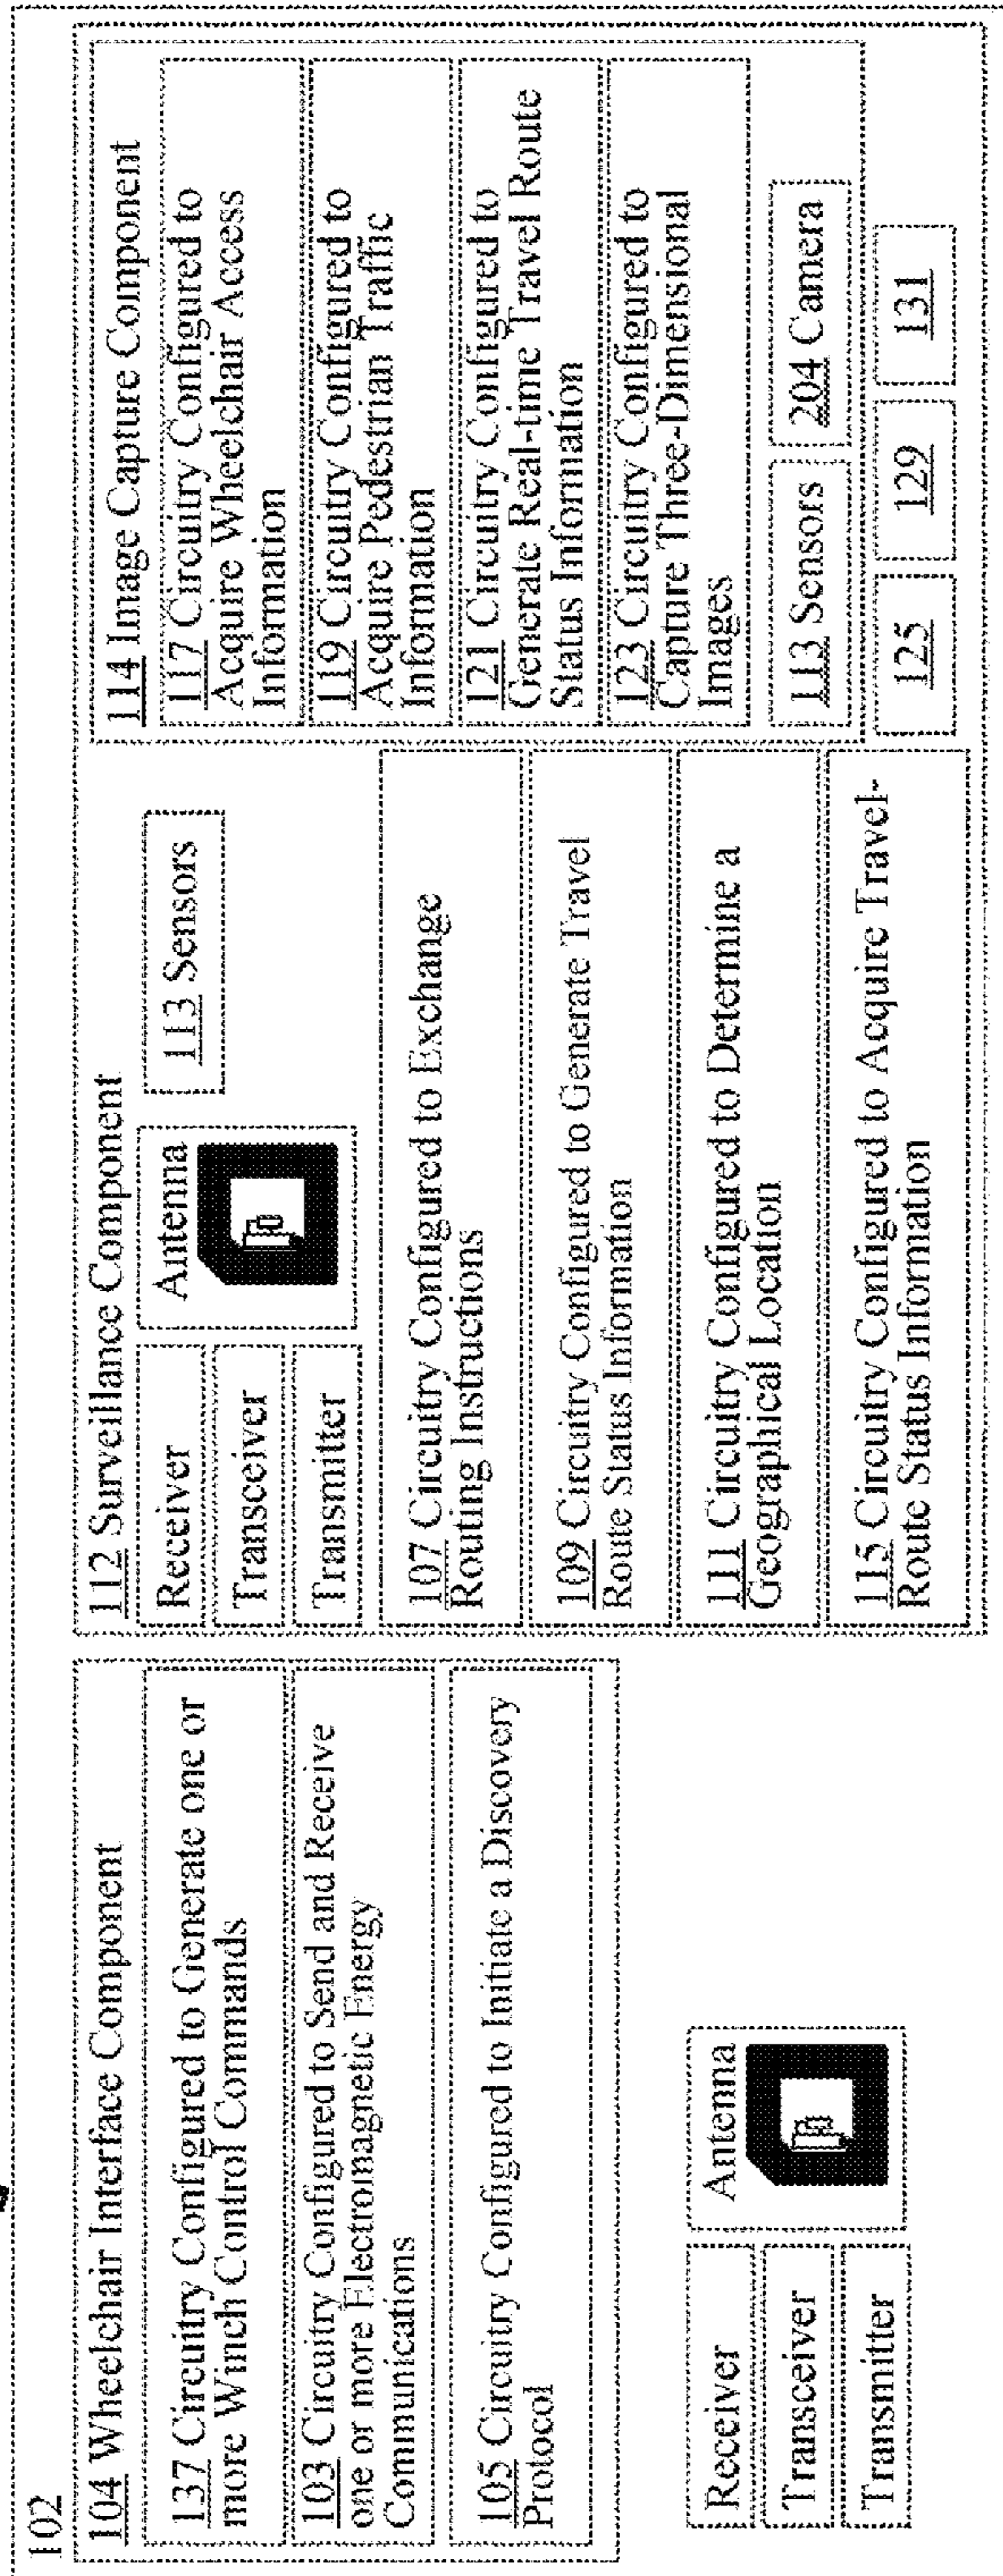 102
104 Wheelchair Interface Component
137 Circuitry Configured to Generate one or
more Winch Control Commands
103 Circuitry Configured to Send and Receive
one or more Electromagnetic Energy
Communications
105 Circuitry Configured to Initiate a Discovery
Protocol
Receiver
Transceiver
Transmitter
Antenna
112 Surveillance Component
Receiver
Transceiver
Transmitter
Antenna
113 Sensors
107 Circuitry Configured to Exchange
Routing Instructions
109 Circuitry Configured to Generate Travel
Route Status Information
111 Circuitry Configured to Determine a
Geographical Location
115 Circuitry Configured to Acquire Travel-
Route Status Information
114 Image Capture Component
117 Circuitry Configured to
Acquire Wheelchair Access
Information
119 Circuitry Configured to
Acquire Pedestrian Traffic
Information
121 Circuitry Configured to
Generate Real-time Travel Route
Status Information
123 Circuitry Configured to
Capture Three-Dimensional
Images
113 Sensors
204 Camera
125
129
131